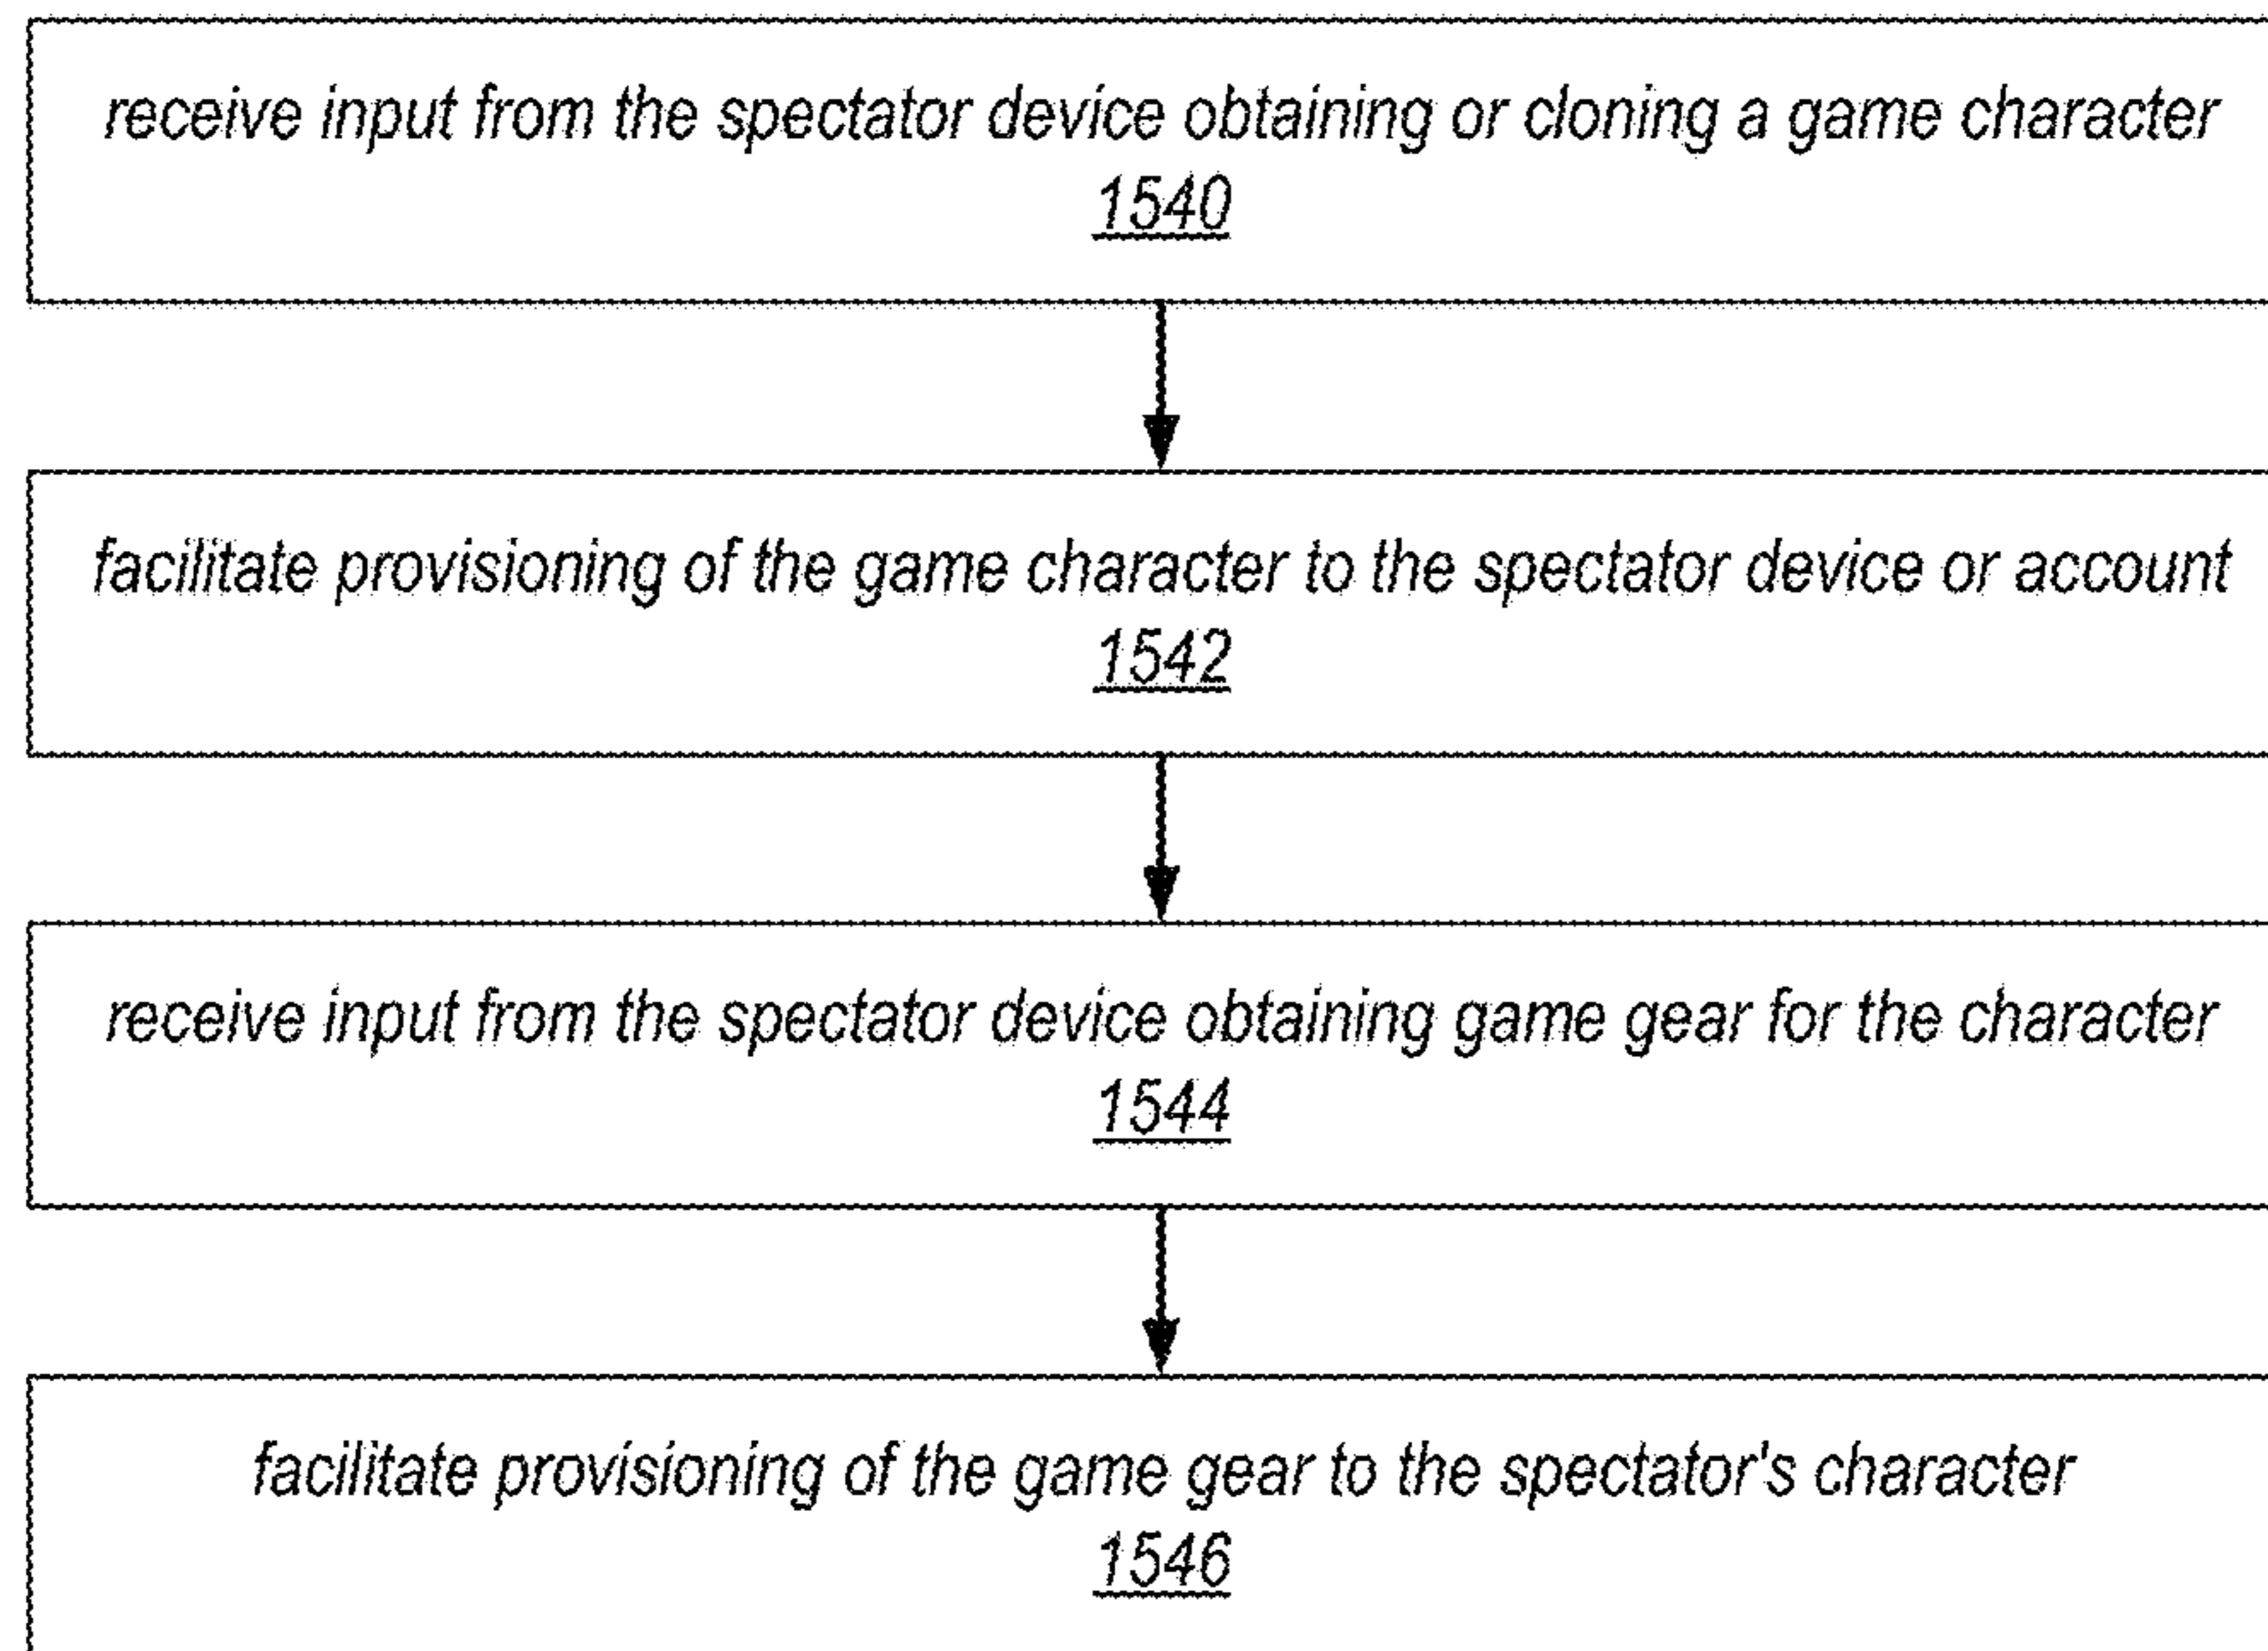 receive input from the spectator device obtaining or cloning a game character
1540
facilitate provisioning of the game character to the spectator device or account
1542
receive input from the spectator device obtaining game gear for the character
1544
facilitate provisioning of the game gear to the spectator's character
1546